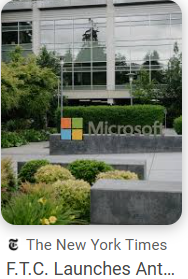 Microsoft
The New York Times
F.T.C. Launches Ant...